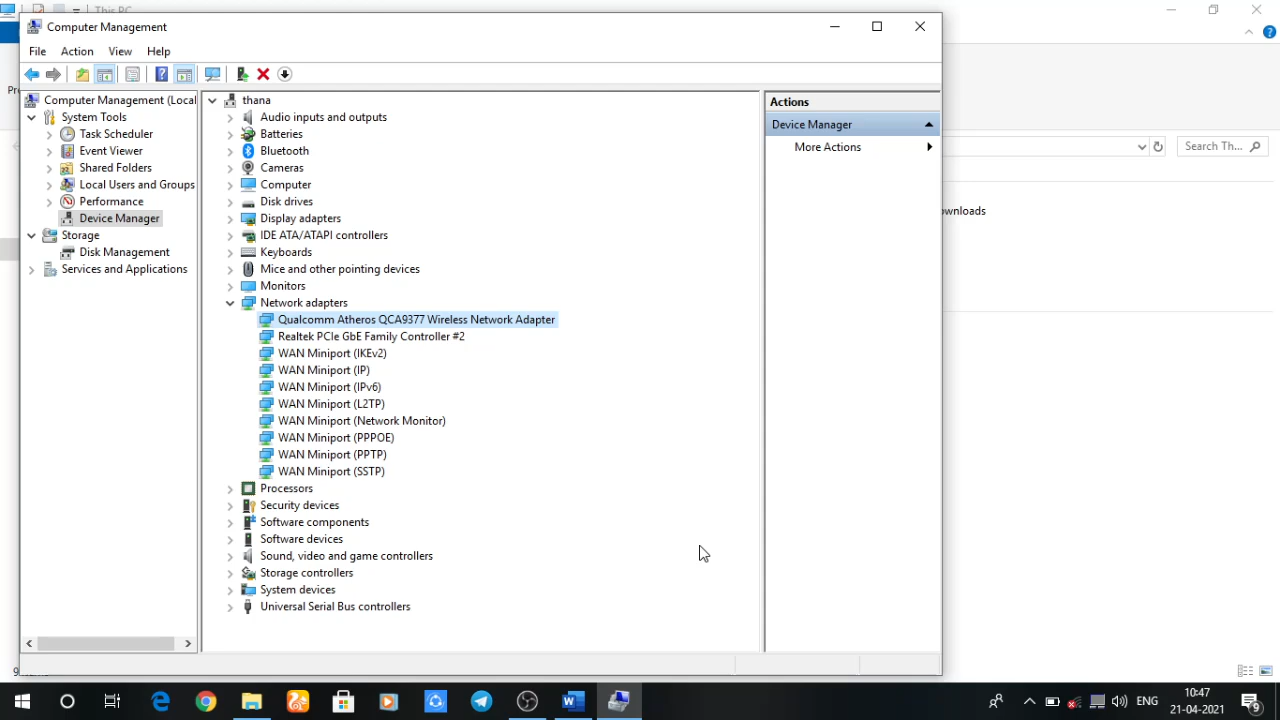 This PC
Computer Management
File Action View Help
Pr
Computer Management (Local
System Tools
Task Scheduler
Event Viewer
Shared Folders
Local Users and Groups
Performance
Device Manager
Storage
Disk Management
Services and Applications
thana
Audio inputs and outputs
Batteries
Bluetooth
Cameras
Computer
Disk drives
Display adapters
IDE ATA/ATAPI controllers
Keyboards
Mice and other pointing devices
Monitors
Network adapters
Qualcomm Atheros QCA9377 Wireless Network Adapter
Realtek PCIe GbE Family Controller #2
WAN Miniport (IKEv2)
WAN Miniport (IP)
WAN Miniport (IPv6)
WAN Miniport (L2TP)
WAN Miniport (Network Monitor)
WAN Miniport (PPPOE)
WAN Miniport (PPTP)
WAN Miniport (SSTP)
Processors
Security devices
Software components
Software devices
Sound, video and game controllers
Storage controllers
System devices
Universal Serial Bus controllers
Actions
Device Manager
More Actions
Search Th...
ownloads
ENG
10:47
21-04-2021
9